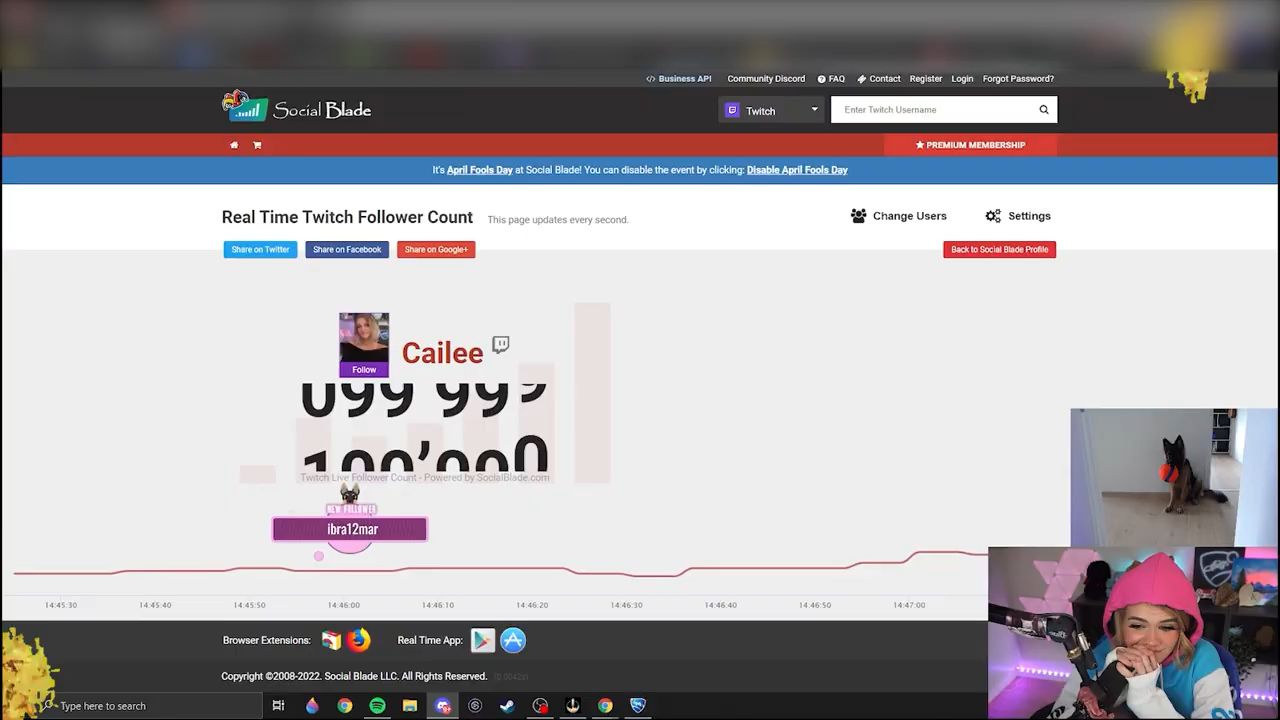 Business API
Community Discord
FAQ
Contact
Register
Login
Forgot Password?
Social Blade
Twitch
Enter Twitch Username
PREMIUM MEMBERSHIP
It's April Fools Day at Social Blade! You can disable the event by clicking: Disable April Fools Day
Real Time Twitch Follower Count
This page updates every second.
Change Users
Settings
Share on Twitter
Share on Facebook
Share on Google+
Back to Social Blade Profile
Cailee
Follow
099 999
100'000
Twitch Live Follower Count - Powered by SocialBlade.com
NEW FOLLOWER
ibra12mar
14:45:30
14:45:40
14:45:50
14:46:00
14:46:10
14:46:20
14:46:30
14:46:40
14:46:50
14:47:00
Browser Extensions:
Real Time App:
Copyright ©2008-2022. Social Blade LLC. All Rights Reserved.
Type here to search